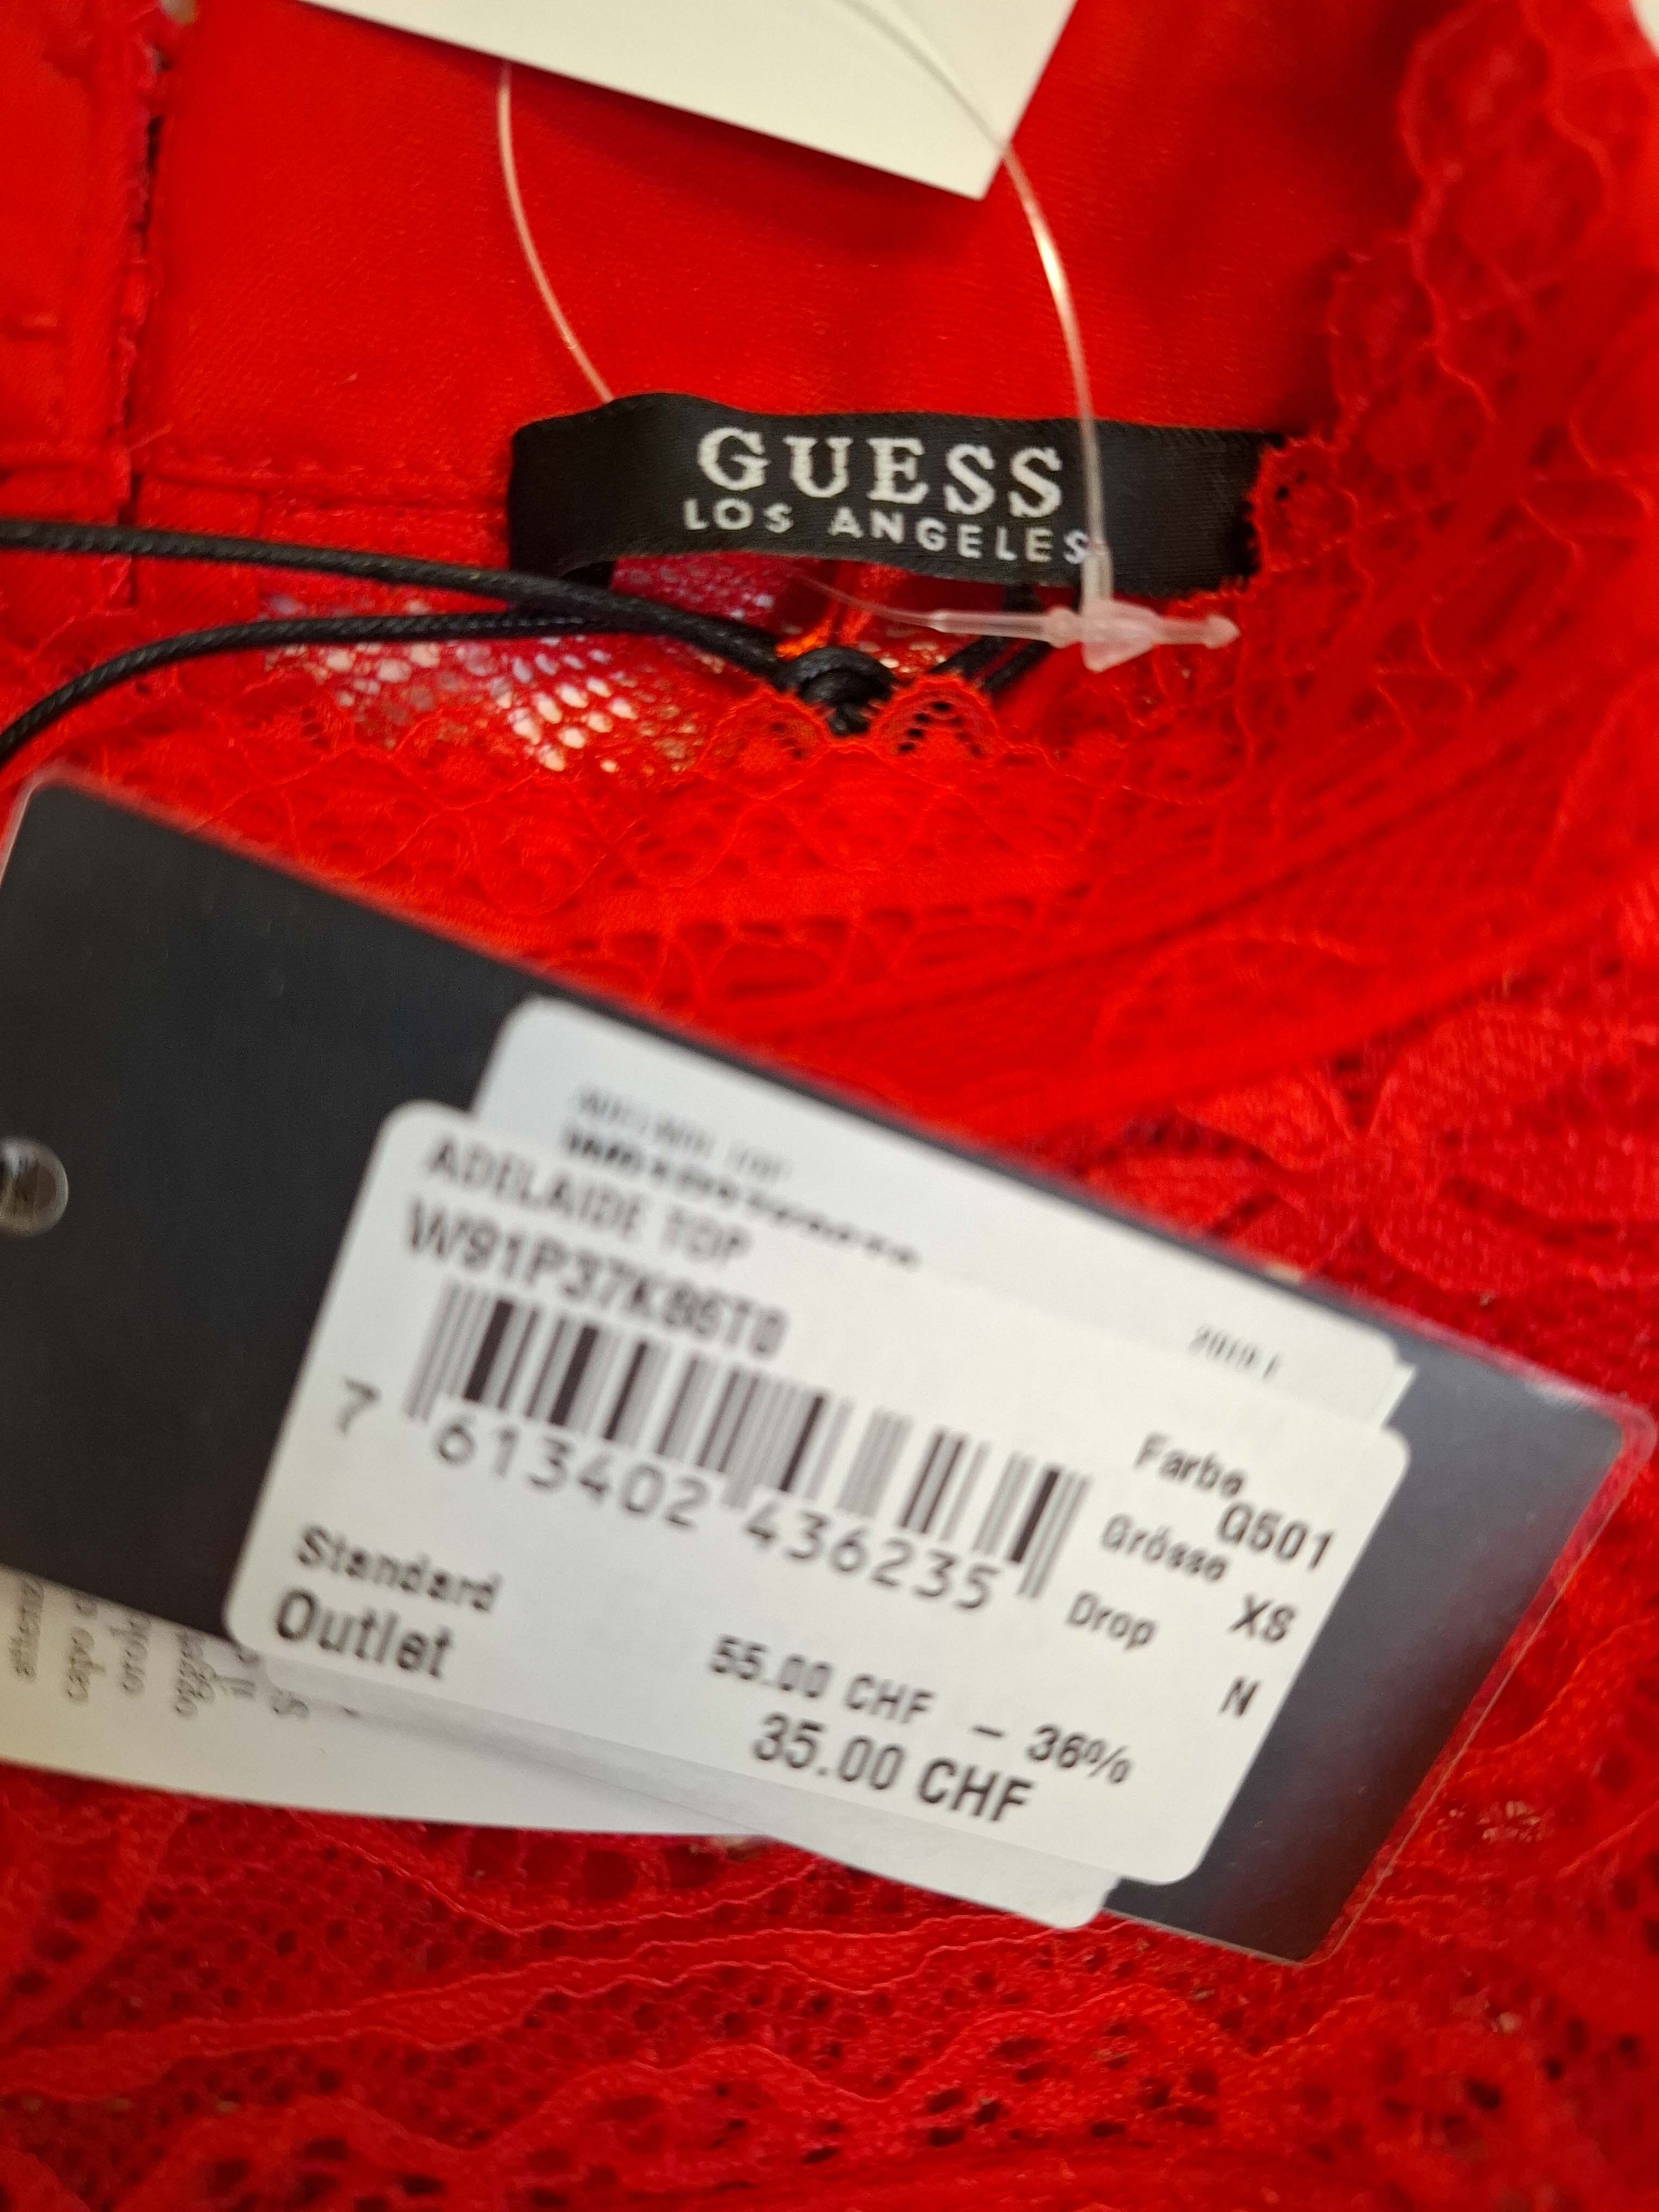 GUESS
LOS ANGELES
ADELAIDE TOP
W91P37K86T0
7 613402 436235
Farbe
G501
Grösse
XS
Drop
N
Standard
55.00 CHF – 36%
Outlet
35.00 CHF